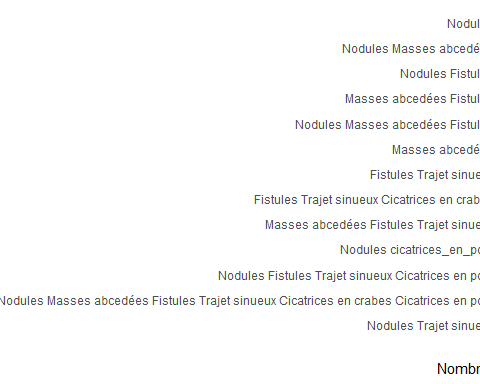 Nodul
Nodules Masses abcedé
Nodules Fistul
Masses abcedées Fistul
Nodules Masses abcedées Fistul
Masses abcedé
Fistules Trajet sinue
Fistules Trajet sinueux Cicatrices en crab
Masses abcedées Fistules Trajet sinue
Nodules cicatrices_en_po
Nodules Fistules Trajet sinueux Cicatrices en po
Nodules Masses abcedées Fistules Trajet sinueux Cicatrices en crabes Cicatrices en po
Nodules Trajet sinue
Nombr